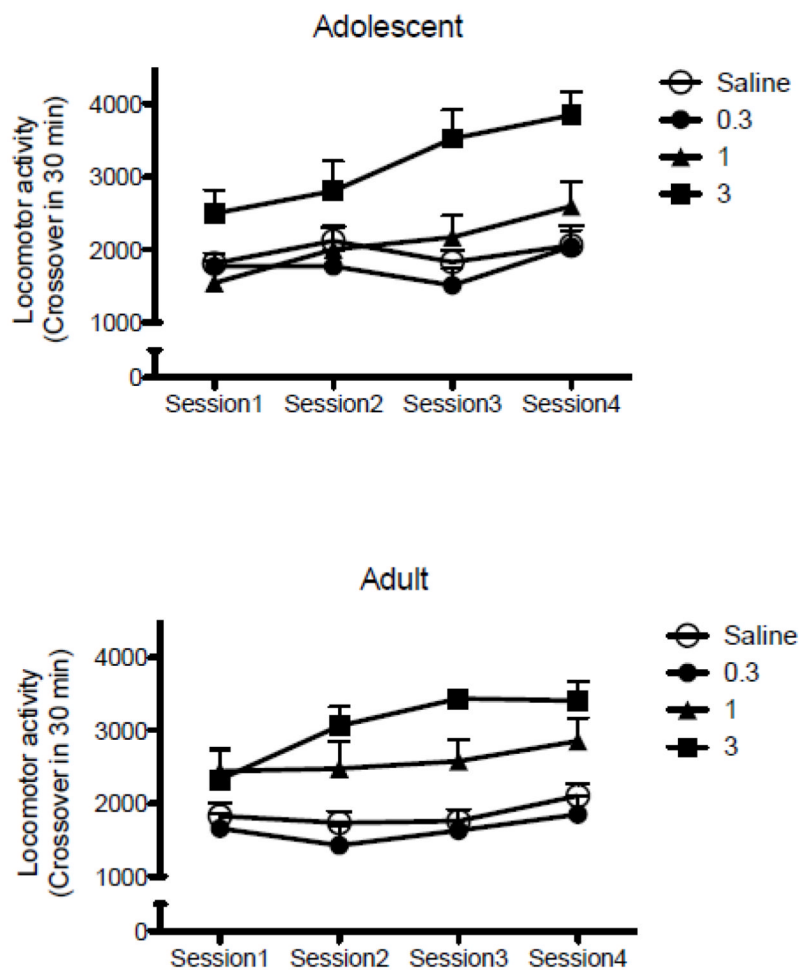 Adolescent
Locomotor activity
(Crossover in 30 min)
4000
3000
2000
1000
0
Session1 Session2 Session3 Session4
Saline
0.3
1
3
Adult
Locomotor activity
(Crossover in 30 min)
4000
3000
2000
1000
0
Session1 Session2 Session3 Session4
Saline
0.3
1
3